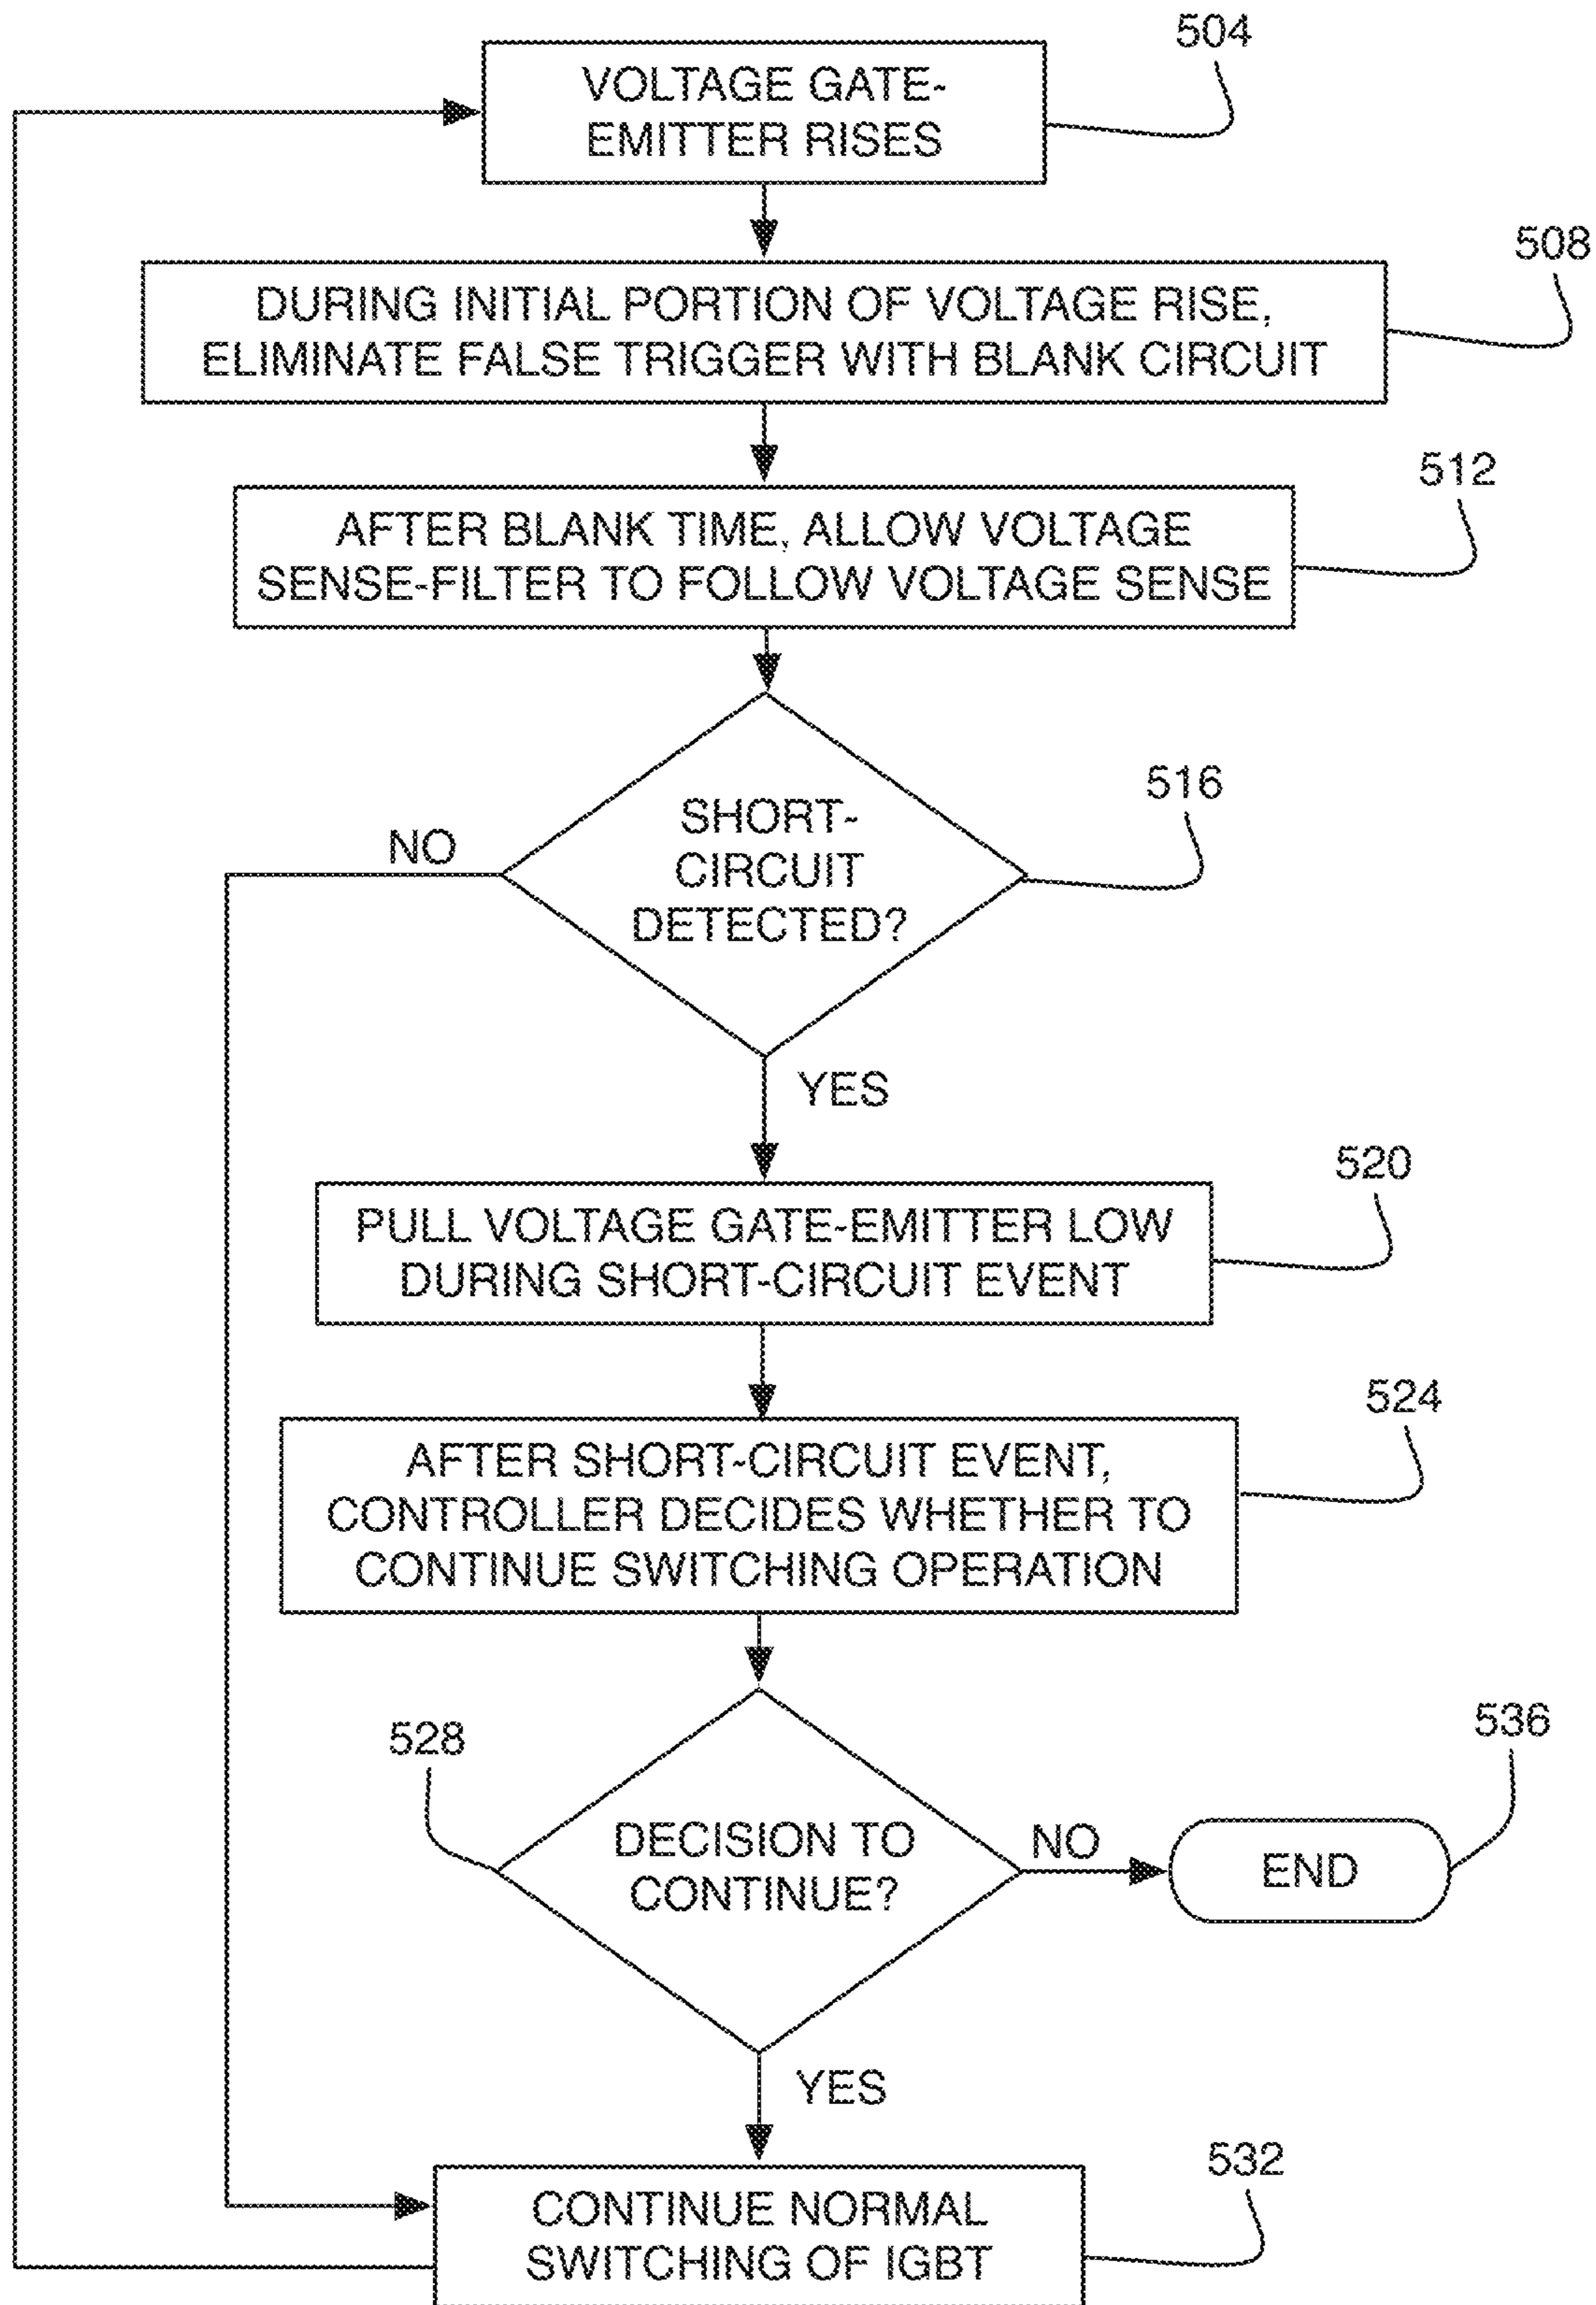 504
VOLTAGE GATE-
EMITTER RISES
508
DURING INITIAL PORTION OF VOLTAGE RISE,
ELIMINATE FALSE TRIGGER WITH BLANK CIRCUIT
512
AFTER BLANK TIME, ALLOW VOLTAGE
SENSE-FILTER TO FOLLOW VOLTAGE SENSE
516
SHORT-
CIRCUIT
DETECTED?
NO
YES
520
PULL VOLTAGE GATE-EMITTER LOW
DURING SHORT-CIRCUIT EVENT
524
AFTER SHORT-CIRCUIT EVENT,
CONTROLLER DECIDES WHETHER TO
CONTINUE SWITCHING OPERATION
528
DECISION TO
CONTINUE?
NO
536
END
YES
532
CONTINUE NORMAL
SWITCHING OF IGBT